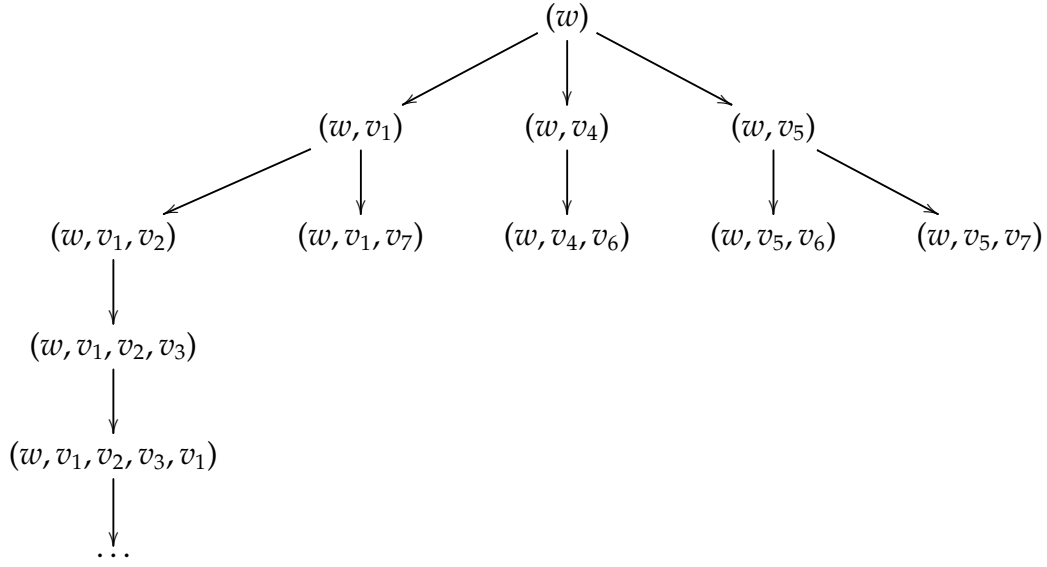 (w)
(w, v₁) (w, v₄) (w, v₅)
(w, v₁, v₂) (w, v₁, v₇) (w, v₄, v₆) (w, v₅, v₆) (w, v₅, v₇)
(w, v₁, v₂, v₃)
(w, v₁, v₂, v₃, v₁)
⋯